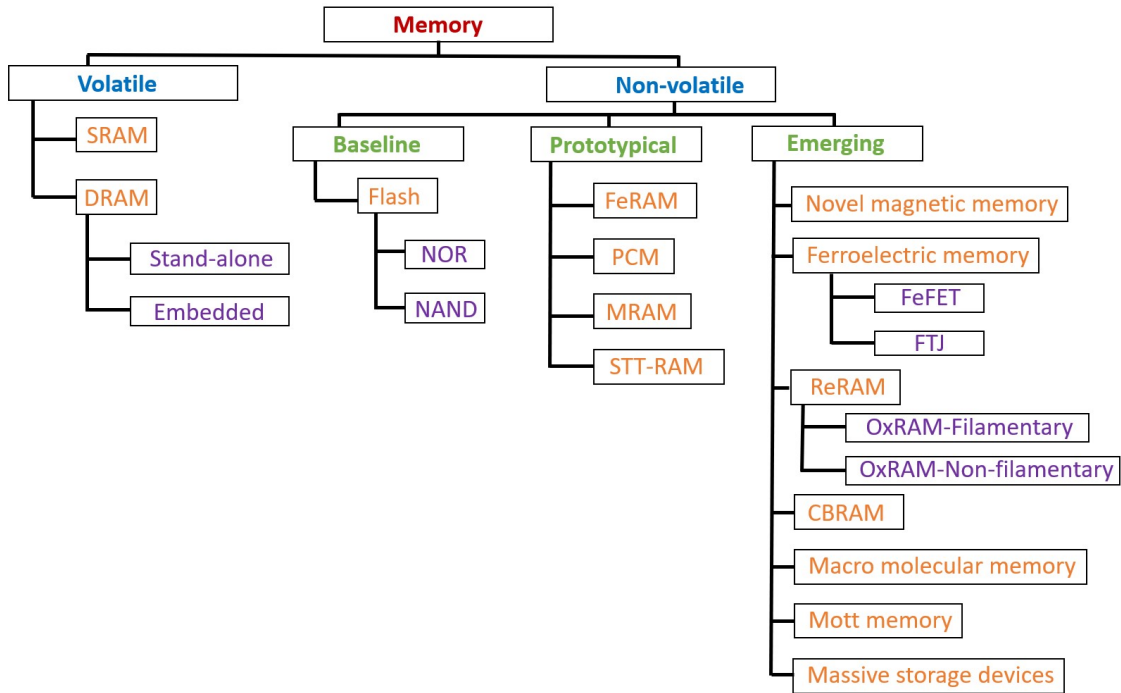 Memory
Volatile
Non-volatile
SRAM
DRAM
Stand-alone
Embedded
Baseline
Flash
NOR
NAND
Prototypical
FeRAM
PCM
MRAM
STT-RAM
Emerging
Novel magnetic memory
Ferroelectric memory
FeFET
FTJ
ReRAM
OxRAM-Filamentary
OxRAM-Non-filamentary
CBRAM
Macro molecular memory
Mott memory
Massive storage devices